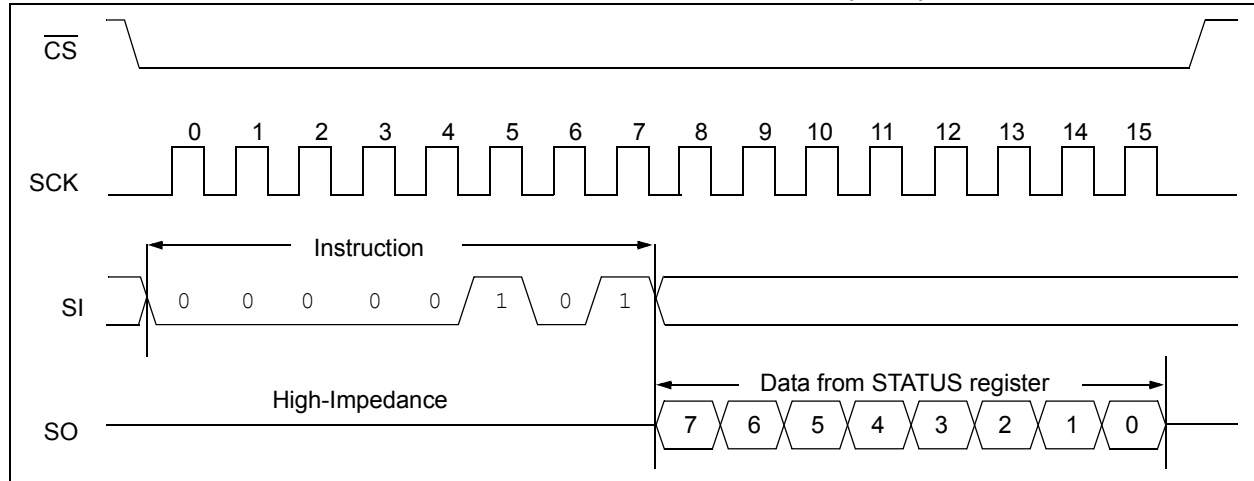 CS
0 1 2 3 4 5 6 7 8 9 10 11 12 13 14 15
SCK
Instruction
SI 0 0 0 0 0 1 0 1
Data from STATUS register
High-Impedance
SO 7 6 5 4 3 2 1 0